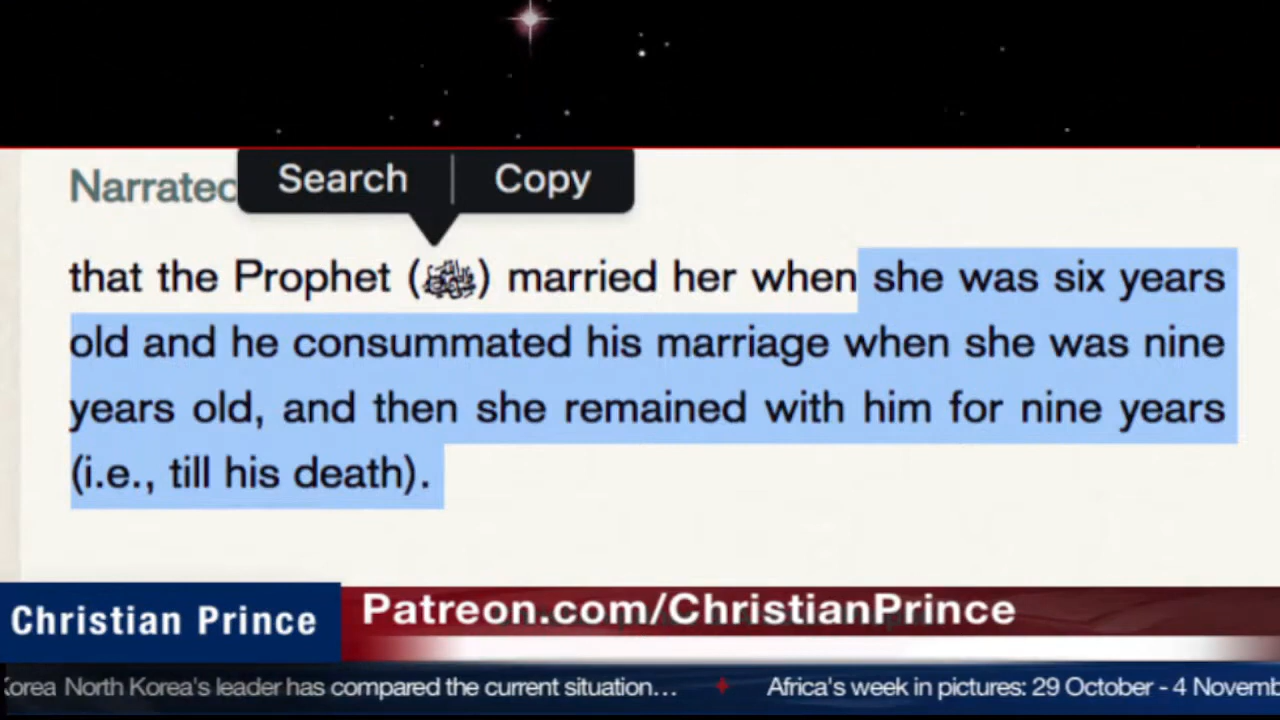 Search | Copy
Narrated
that the Prophet (ﷺ) married her when she was six years
old and he consummated his marriage when she was nine
years old, and then she remained with him for nine years
(i.e., till his death).
Christian Prince
Patreon.com/ChristianPrince
Korea North Korea's leader has compared the current situation… ♦ Africa's week in pictures: 29 October - 4 Novemb